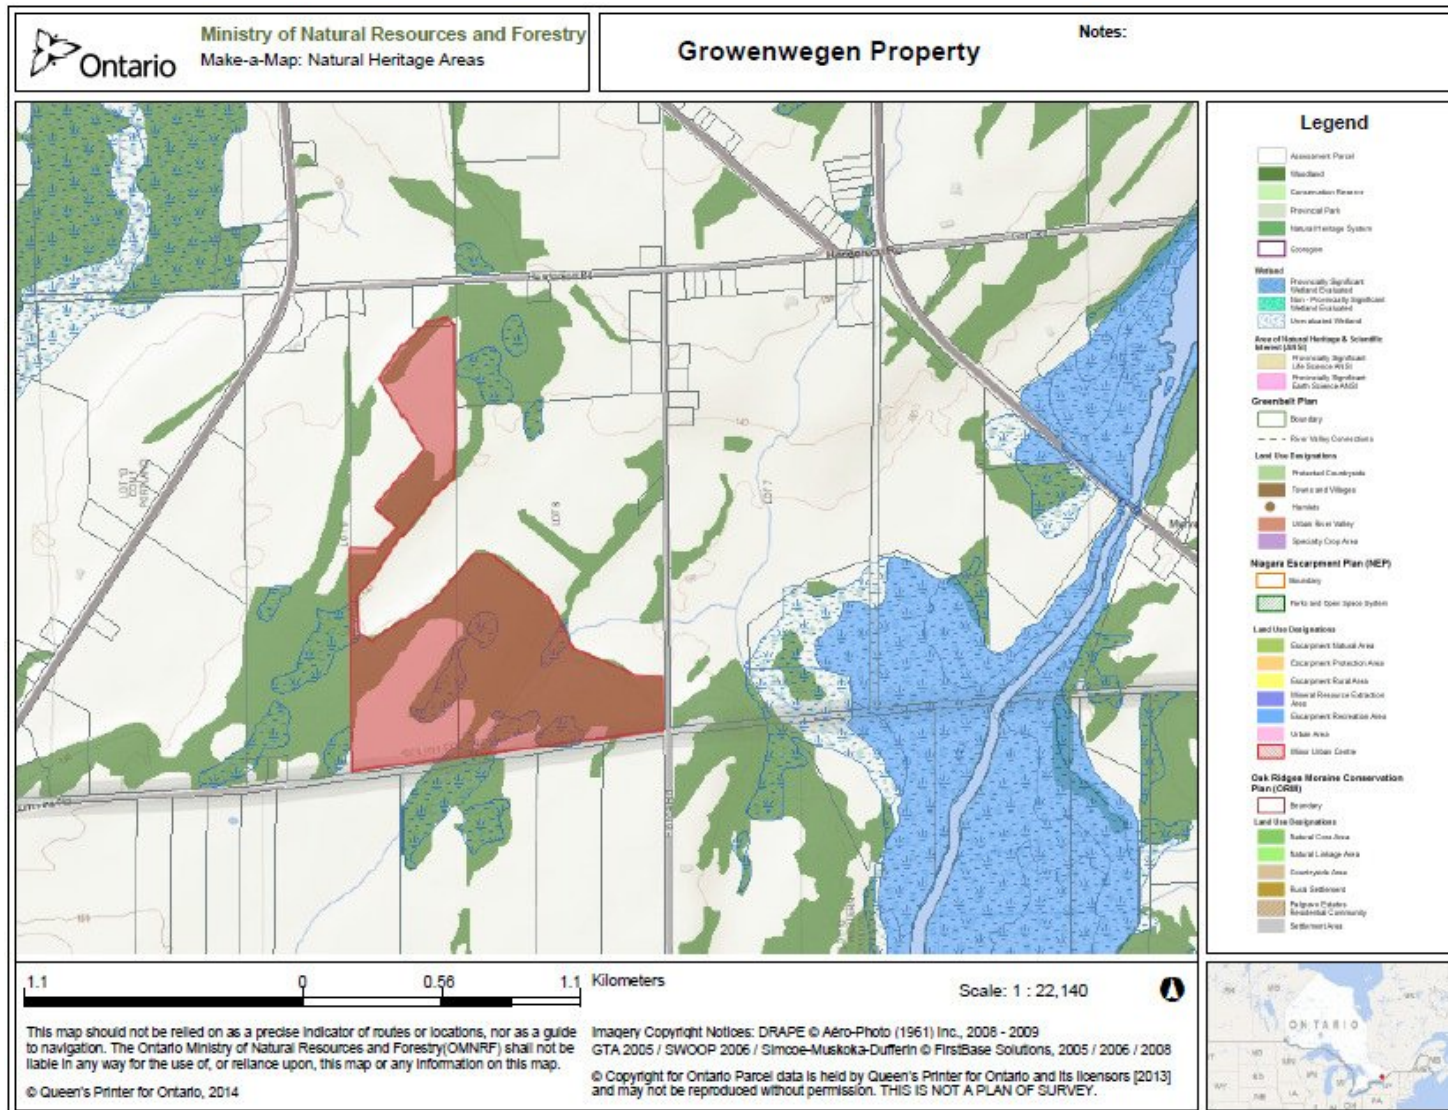 Ontario
Ministry of Natural Resources and Forestry
Make-a-Map: Natural Heritage Areas
Growenwegen Property
Notes:
Henderson Rd
LOT 8
LOT 7
Legend
Assessment Parcel
Woodland
Conservation Reserve
Provincial Park
Natural Heritage System
Ecoregion
Wetland
Provincially Significant
Wetland Evaluated
Non - Provincially Significant
Wetland Evaluated
Unevaluated Wetland
Area of Natural Heritage & Scientific
Interest (ANSI)
Provincially Significant
Life Science ANSI
Provincially Significant
Earth Science ANSI
Greenbelt Plan
Boundary
River Valley Connections
Land Use Designations
Protected Countryside
Towns and Villages
Hamlets
Urban River Valley
Specialty Crop Area
Niagara Escarpment Plan (NEP)
Boundary
Parks and Open Space System
Land Use Designations
Escarpment Natural Area
Escarpment Protection Area
Escarpment Rural Area
Mineral Resource Extraction
Area
Escarpment Recreation Area
Urban Area
Minor Urban Centre
Oak Ridges Moraine Conservation
Plan (ORM)
Boundary
Land Use Designations
Natural Core Area
Natural Linkage Area
Countryside Area
Rural Settlement
Palgrave Estates
Residential Community
Settlement Area
1.1 0 0.56 1.1 Kilometers
Scale: 1 : 22,140
This map should not be relied on as a precise indicator of routes or locations, nor as a guide
to navigation. The Ontario Ministry of Natural Resources and Forestry(OMNRF) shall not be
liable in any way for the use of, or reliance upon, this map or any information on this map.
© Queen's Printer for Ontario, 2014
Imagery Copyright Notices: DRAPE © Aéro-Photo (1961) Inc., 2008 - 2009
GTA 2005 / SWOOP 2006 / Simcoe-Muskoka-Dufferin © FirstBase Solutions, 2005 / 2006 / 2008
© Copyright for Ontario Parcel data is held by Queen's Printer for Ontario and its licensors [2013]
and may not be reproduced without permission. THIS IS NOT A PLAN OF SURVEY.
ONTARIO